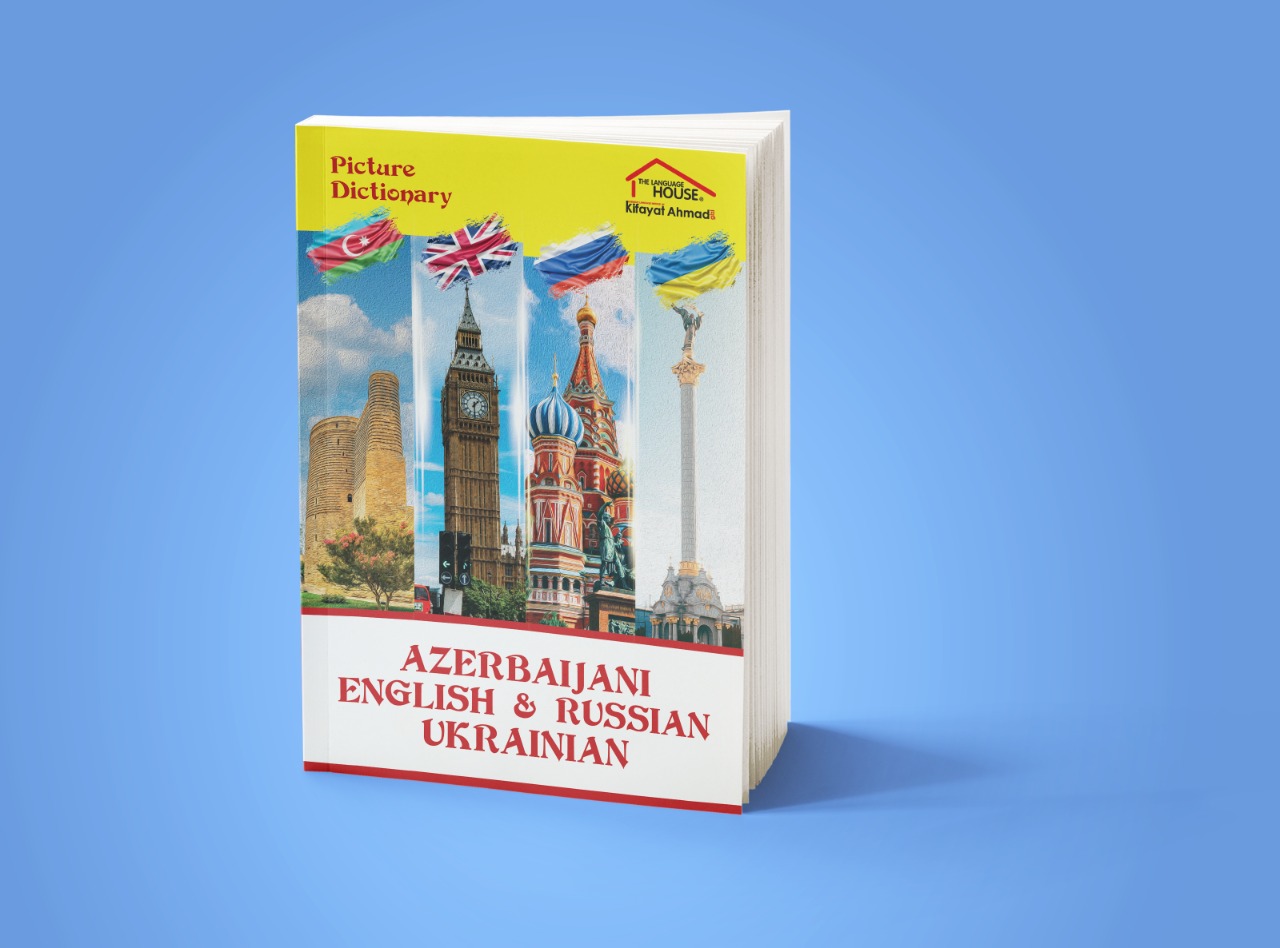 Picture
Dictionary
THE LANGUAGE
HOUSE®
Kifayat Ahmad
AZERBAIJANI
ENGLISH & RUSSIAN
UKRAINIAN